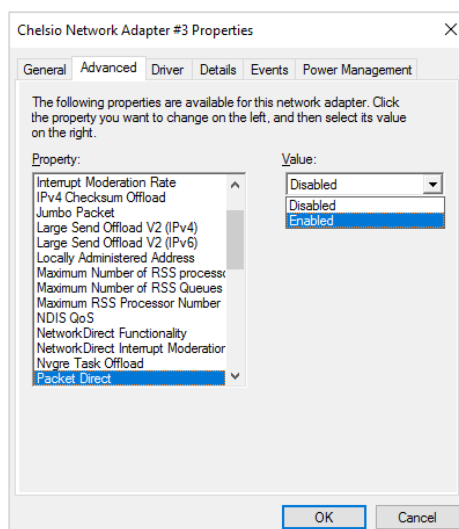 Chelsio Network Adapter #3 Properties
General Advanced Driver Details Events Power Management
The following properties are available for this network adapter. Click
the property you want to change on the left, and then select its value
on the right.
Property:
Value:
Interrupt Moderation Rate
IPv4 Checksum Offload
Jumbo Packet
Large Send Offload V2 (IPv4)
Large Send Offload V2 (IPv6)
Locally Administered Address
Maximum Number of RSS processo
Maximum Number of RSS Queues
Maximum RSS Processor Number
NDIS QoS
NetworkDirect Functionality
NetworkDirect Interrupt Moderation
Nvgre Task Offload
Packet Direct
Disabled
Disabled
Enabled
OK Cancel